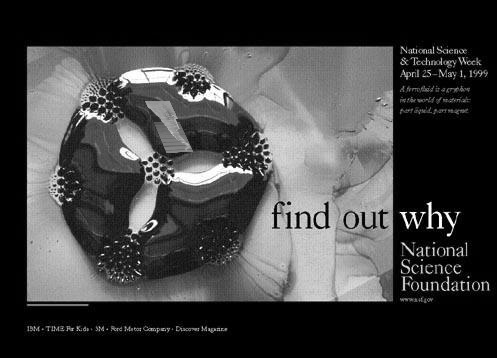 National Science
& Technology Week
April 25–May 1, 1999
A ferrofluid is a gryphon
in the world of materials:
part liquid, part magnet.
find out why
National
Science
Foundation
www.nsf.gov
IBM • TIME For Kids • 3M • Ford Motor Company • Discover Magazine